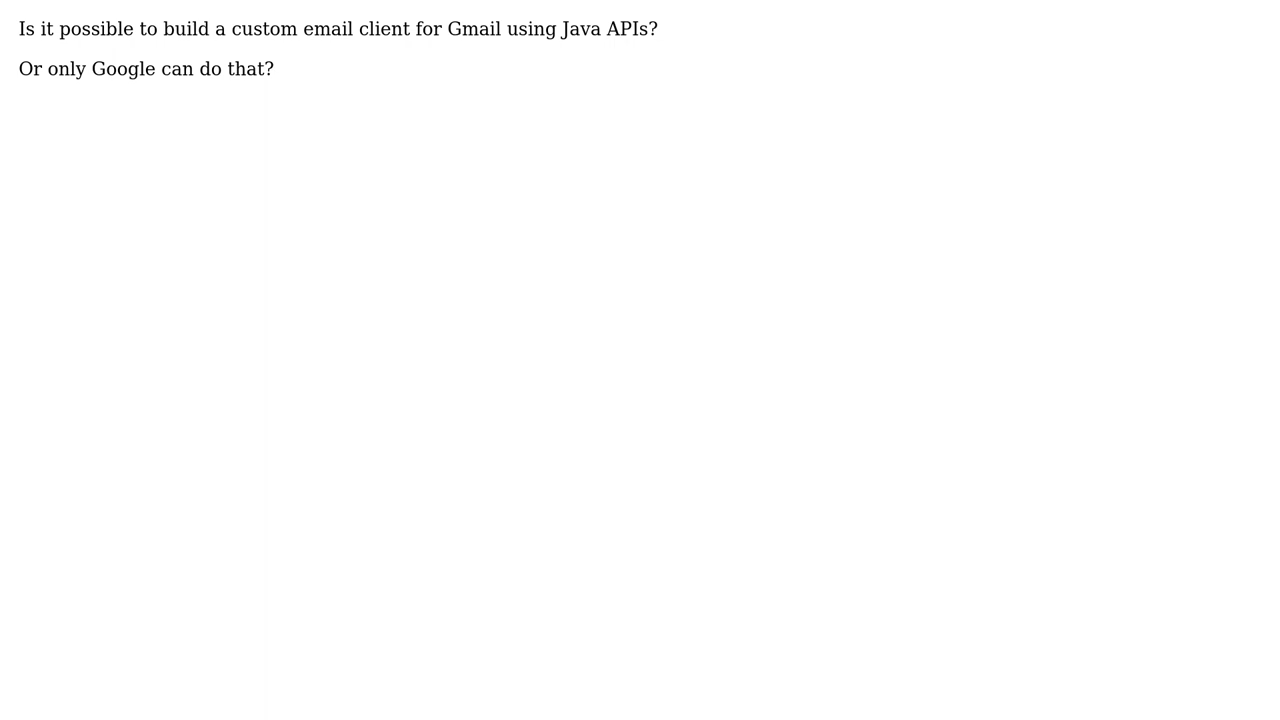 Is it possible to build a custom email client for Gmail using Java APIs?
Or only Google can do that?